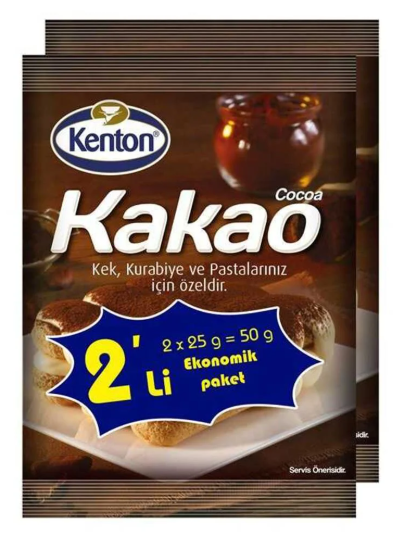 Kenton®
Cocoa
Kakao
Kek, Kurabiye ve Pastalarınız
için özeldir.
2'li
2 x 25 g = 50 g
Ekonomik
paket
Servis Önerisidir.